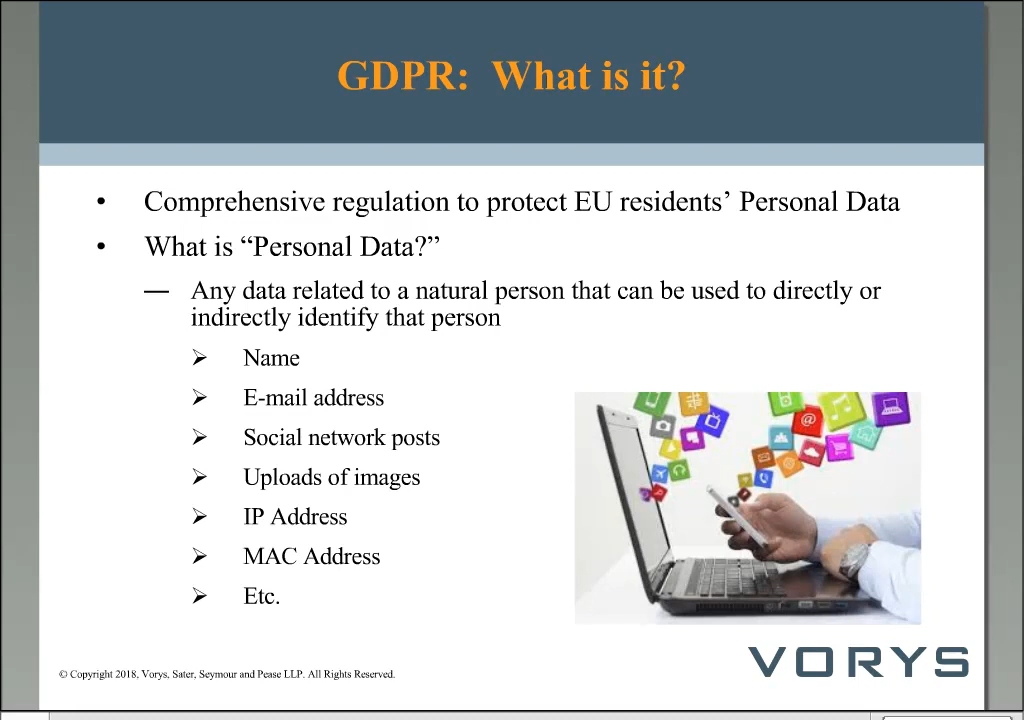 GDPR: What is it?
• Comprehensive regulation to protect EU residents’ Personal Data
• What is “Personal Data?”
— Any data related to a natural person that can be used to directly or
indirectly identify that person
➢ Name
➢ E-mail address
➢ Social network posts
➢ Uploads of images
➢ IP Address
➢ MAC Address
➢ Etc.
VORYS
© Copyright 2018, Vorys, Sater, Seymour and Pease LLP. All Rights Reserved.